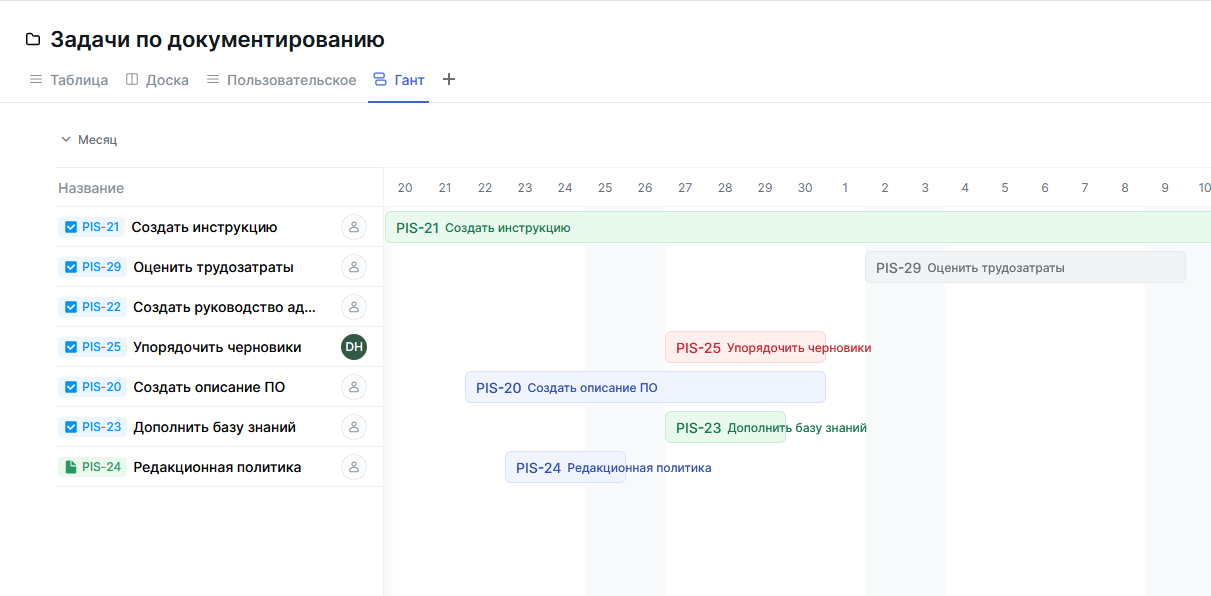 Задачи по документированию
Таблица Доска Пользовательское Гант
Месяц
Название 20 21 22 23 24 25 26 27 28 29 30 1 2 3 4 5 6 7 8 9 10
PIS-21 Создать инструкцию PIS-21 Создать инструкцию
PIS-29 Оценить трудозатраты PIS-29 Оценить трудозатраты
PIS-22 Создать руководство ад...
PIS-25 Упорядочить черновики DH PIS-25 Упорядочить черновики
PIS-20 Создать описание ПО PIS-20 Создать описание ПО
PIS-23 Дополнить базу знаний PIS-23 Дополнить базу знаний
PIS-24 Редакционная политика PIS-24 Редакционная политика